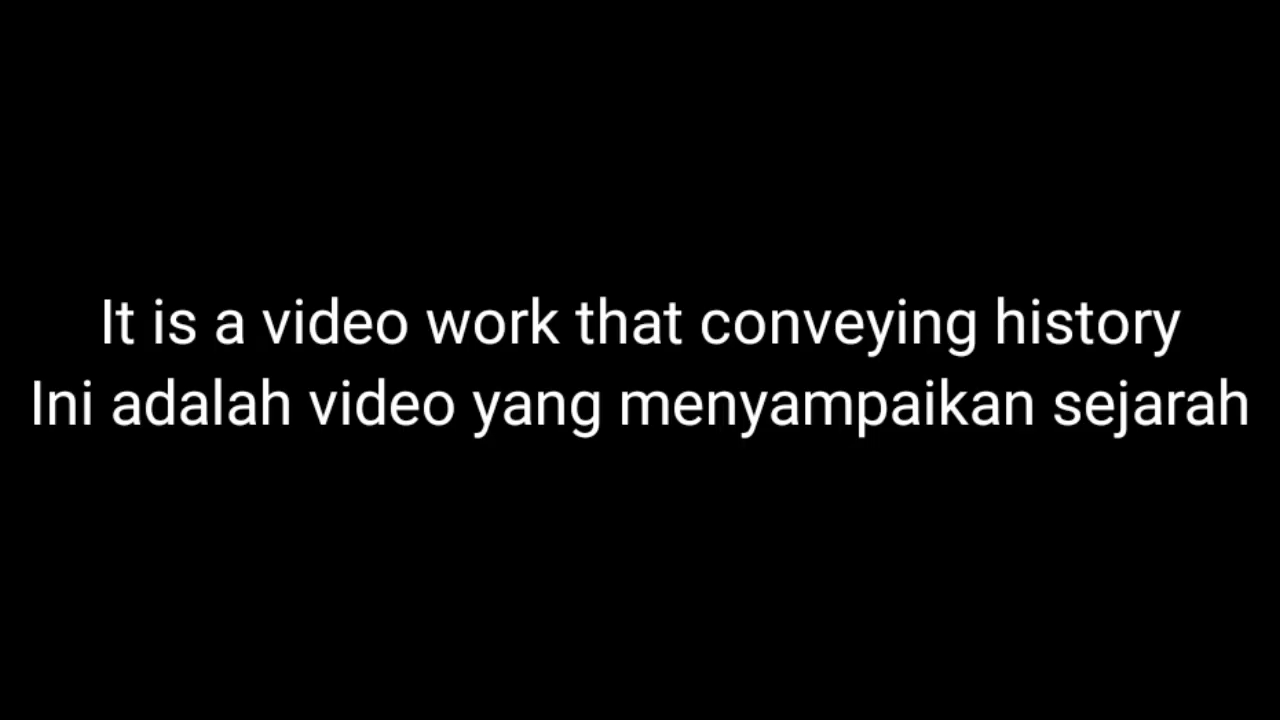 It is a video work that conveying history
Ini adalah video yang menyampaikan sejarah